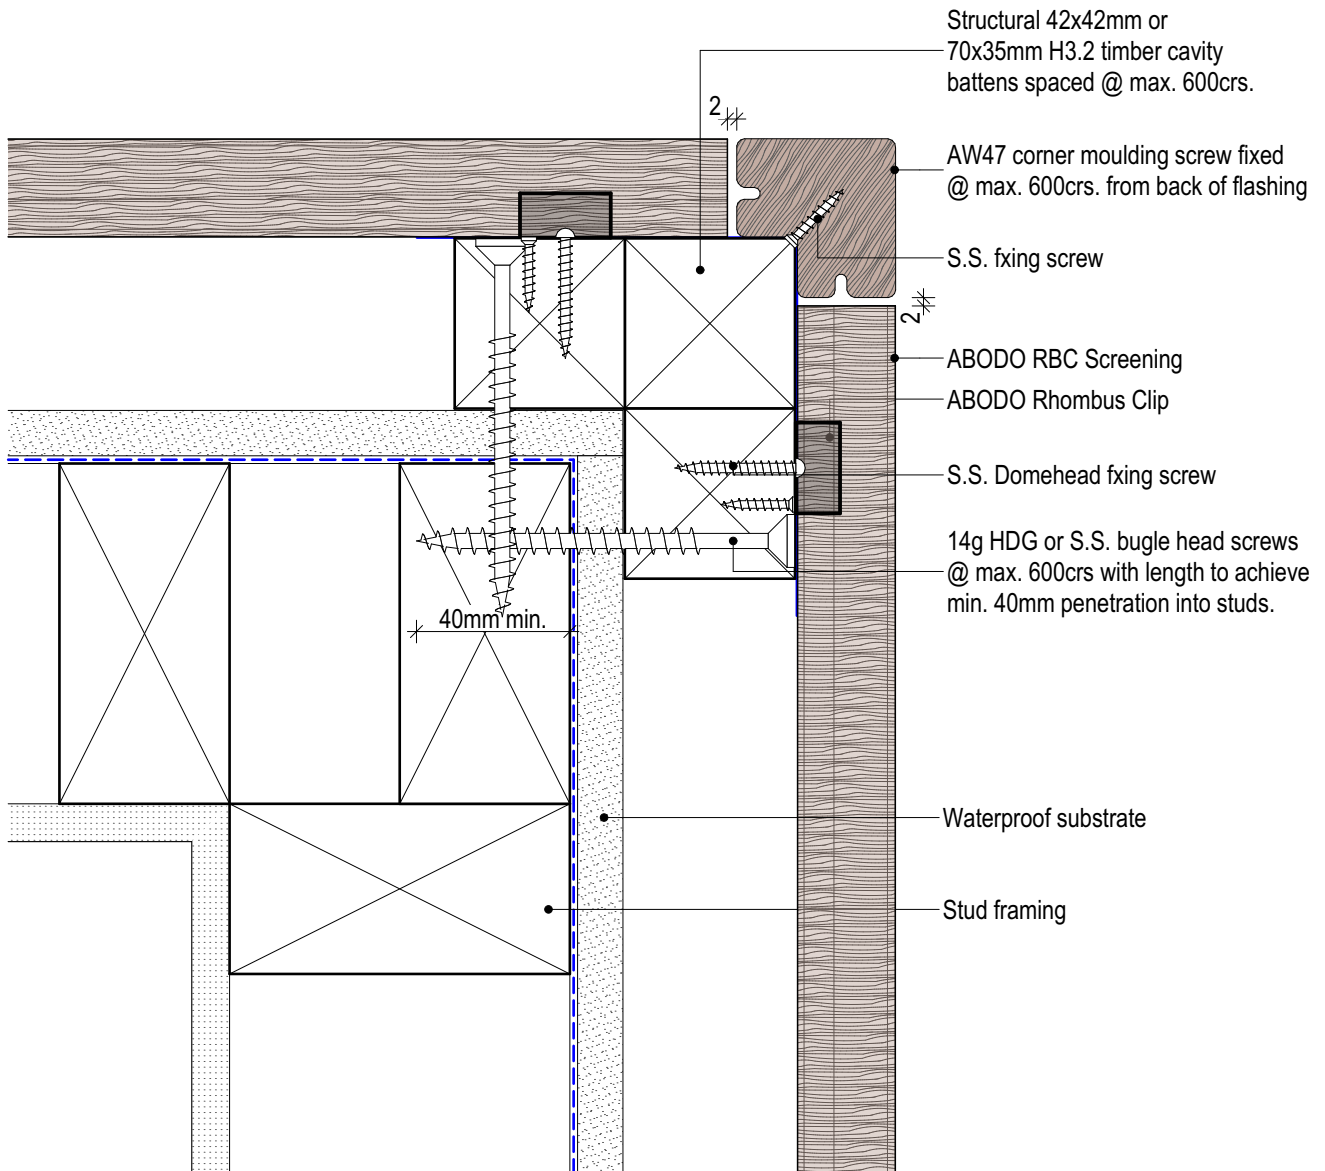 Structural 42x42mm or
70x35mm H3.2 timber cavity
battens spaced @ max. 600crs.
2
AW47 corner moulding screw fixed
@ max. 600crs. from back of flashing
S.S. fxing screw
2
ABODO RBC Screening
ABODO Rhombus Clip
S.S. Domehead fxing screw
14g HDG or S.S. bugle head screws
@ max. 600crs with length to achieve
min. 40mm penetration into studs.
40mm min.
Waterproof substrate
Stud framing